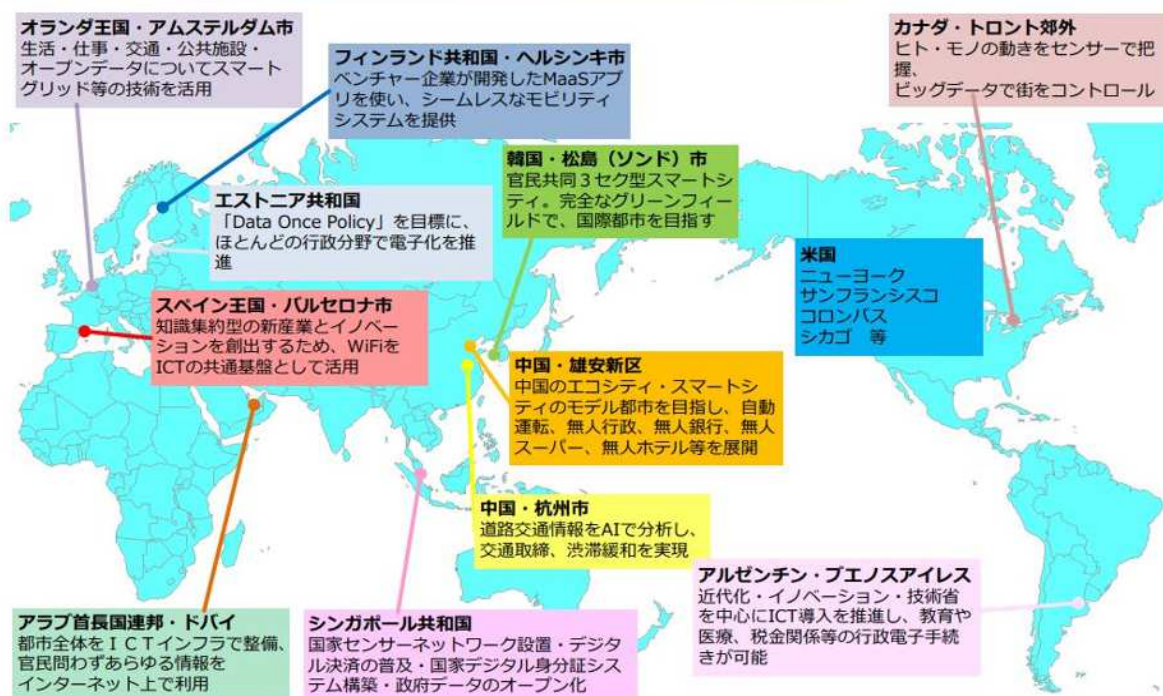 オランダ王国・アムステルダム市
生活・仕事・交通・公共施設・
オープンデータについてスマート
グリッド等の技術を活用
フィンランド共和国・ヘルシンキ市
ベンチャー企業が開発したMaaSアプ
リを使い、シームレスなモビリティ
システムを提供
カナダ・トロント郊外
ヒト・モノの動きをセンサーで把
握、
ビッグデータで街をコントロール
エストニア共和国
「Data Once Policy」を目標に、
ほとんどの行政分野で電子化を推
進
韓国・松島（ソンド）市
官民共同３セク型スマートシ
ティ。完全なグリーンフィー
ルドで、国際都市を目指す
米国
ニューヨーク
サンフランシスコ
コロンバス
シカゴ　等
スペイン王国・バルセロナ市
知識集約型の新産業とイノベー
ションを創出するため、WiFiを
ICTの共通基盤として活用
中国・雄安新区
中国のエコシティ・スマートシ
ティのモデル都市を目指し、自動
運転、無人行政、無人銀行、無人
スーパー、無人ホテル等を展開
中国・杭州市
道路交通情報をAIで分析し、
交通取締、渋滞緩和を実現
アラブ首長国連邦・ドバイ
都市全体をＩＣＴインフラで整備、
官民問わずあらゆる情報を
インターネット上で利用
シンガポール共和国
国家センサーネットワーク設置・デジタ
ル決済の普及・国家デジタル身分証シス
テム構築・政府データのオープン化
アルゼンチン・ブエノスアイレス
近代化・イノベーション・技術省
を中心にICT導入を推進し、教育や
医療、税金関係等の行政電子手続
きが可能